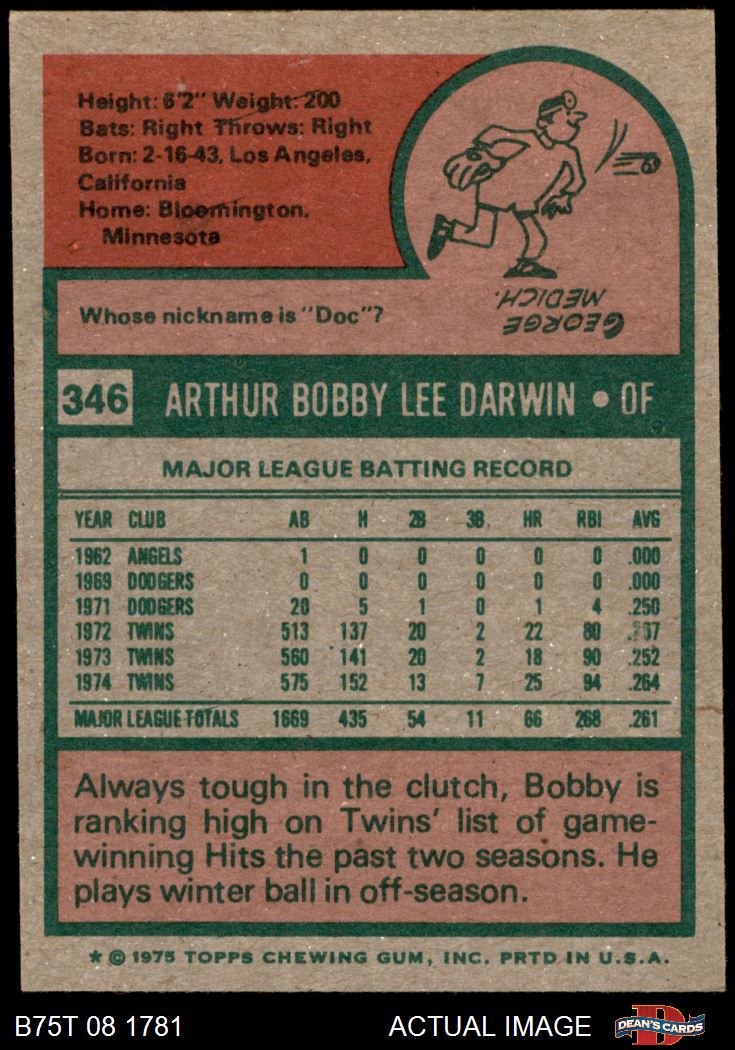 Height: 6'2" Weight: 200
Bats: Right Throws: Right
Born: 2-16-43, Los Angeles,
California
Home: Bloomington,
Minnesota
Whose nickname is "Doc"?
GEORGE
MEDICH.
346 ARTHUR BOBBY LEE DARWIN • OF
MAJOR LEAGUE BATTING RECORD
YEAR CLUB AB H 2B 3B HR RBI AVG
1962 ANGELS 1 0 0 0 0 0 .000
1969 DODGERS 0 0 0 0 0 0 .000
1971 DODGERS 20 5 1 0 1 4 .250
1972 TWINS 513 137 20 2 22 80
1973 TWINS 560 141 20 2 18 90 .252
1974 TWINS 575 152 13 7 25 94 .264
MAJOR LEAGUE TOTALS 1669 435 54 11 66 268 .261
Always tough in the clutch, Bobby is
ranking high on Twins' list of game-
winning Hits the past two seasons. He
plays winter ball in off-season.
* © 1975 TOPPS CHEWING GUM, INC. PRTD IN U.S.A.
B75T 08 1781 ACTUAL IMAGE DEAN'S CARDS